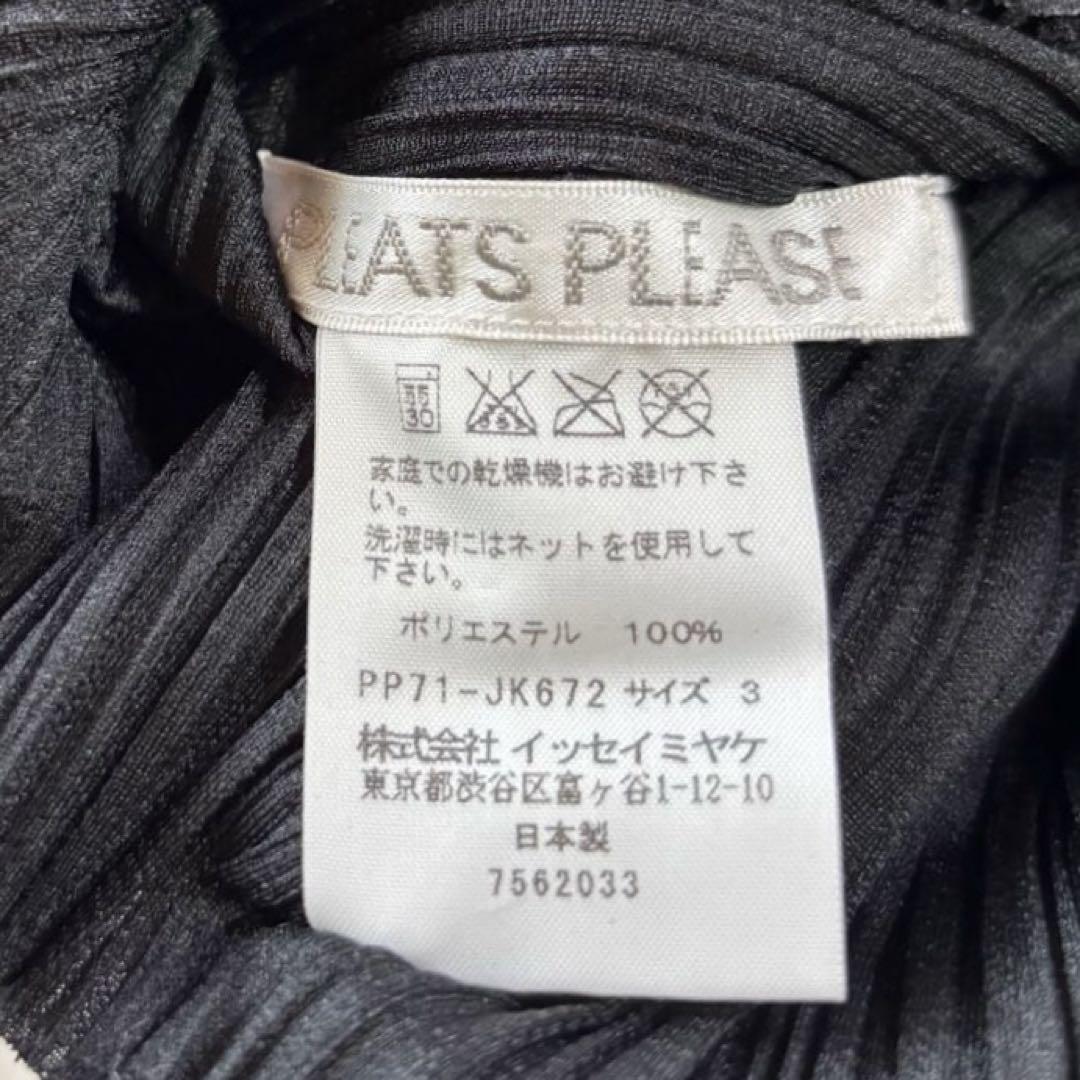 PLEATS PLEASE
30
家庭での乾燥機はお避け下さ
い。
洗濯時にはネットを使用して
下さい。
ポリエステル 100%
PP71-JK672 サイズ 3
株式会社 イッセイミヤケ
東京都渋谷区富ヶ谷1-12-10
日本製
7562033